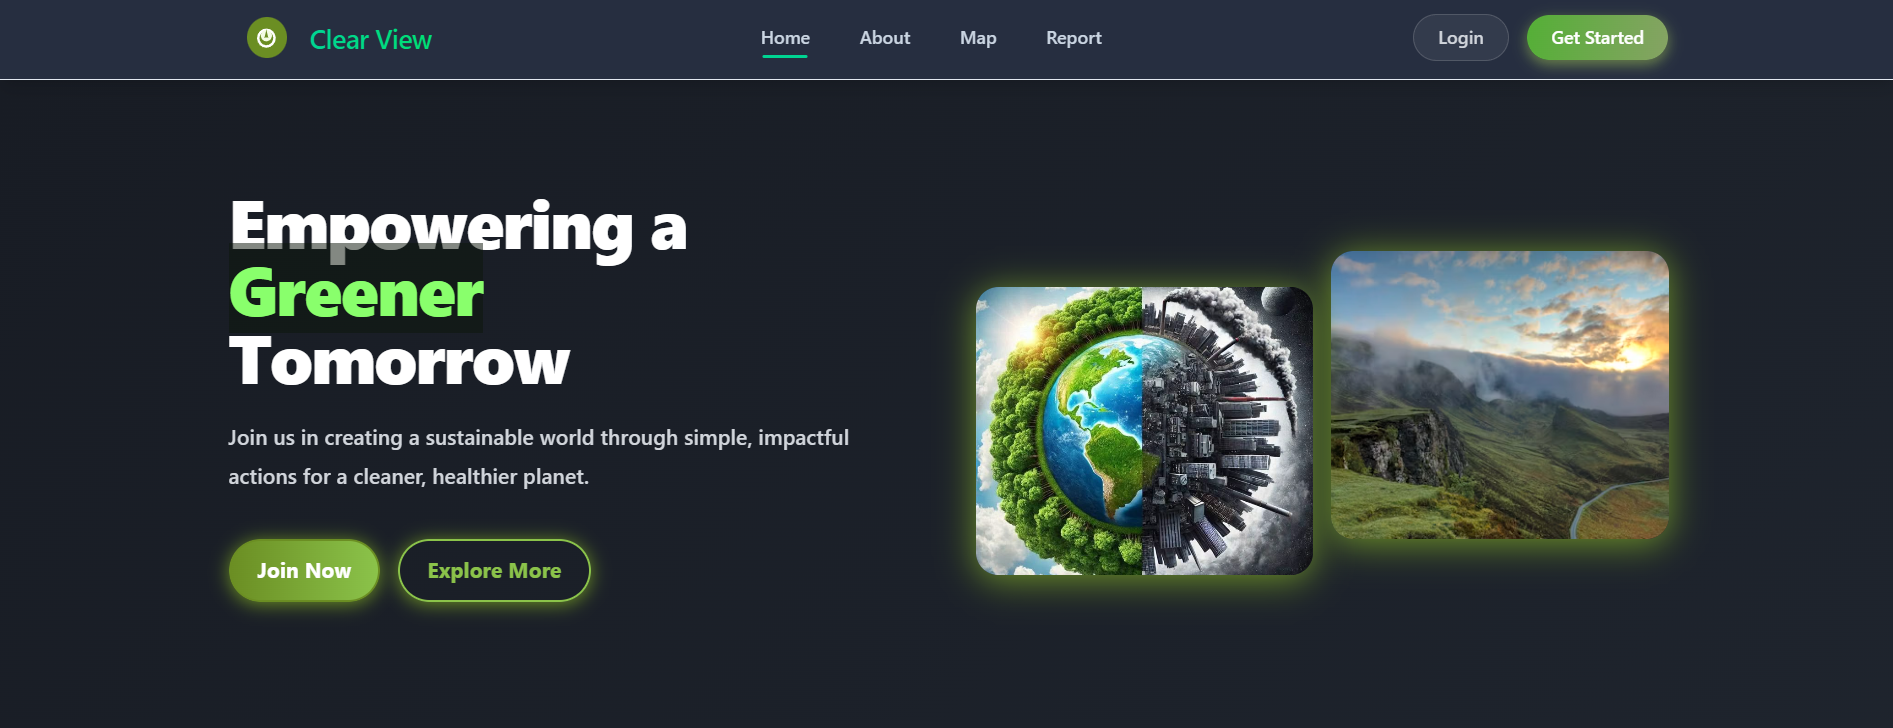 Clear View
Home
About
Map
Report
Login
Get Started
Empowering a
Greener
Tomorrow
Join us in creating a sustainable world through simple, impactful
actions for a cleaner, healthier planet.
Join Now
Explore More